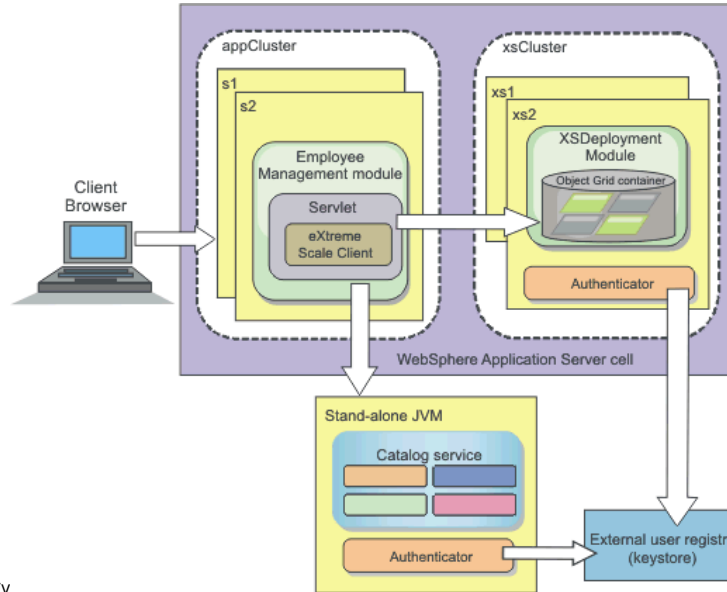 appCluster
xsCluster
s1
s2
xs1
xs2
Employee
Management module
Servlet
eXtreme
Scale Client
XSDeployment
Module
Object Grid container
Authenticator
Client
Browser
WebSphere Application Server cell
Stand-alone JVM
Catalog service
Authenticator
External user registr
(keystore)